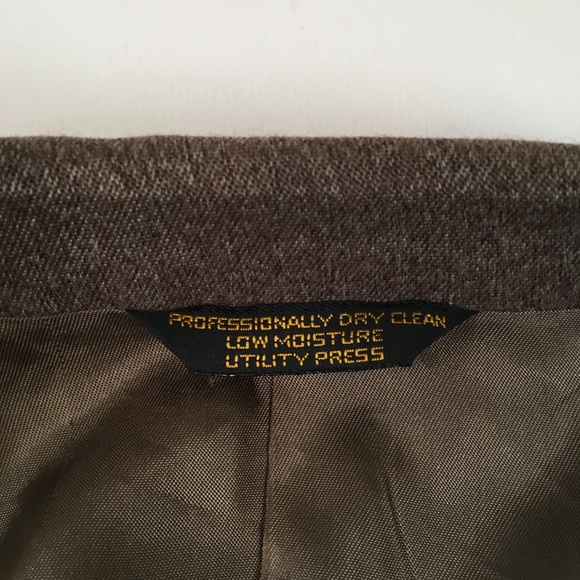 PROFESSIONALLY DRY CLEAN
LOW MOISTURE
UTILITY PRESS